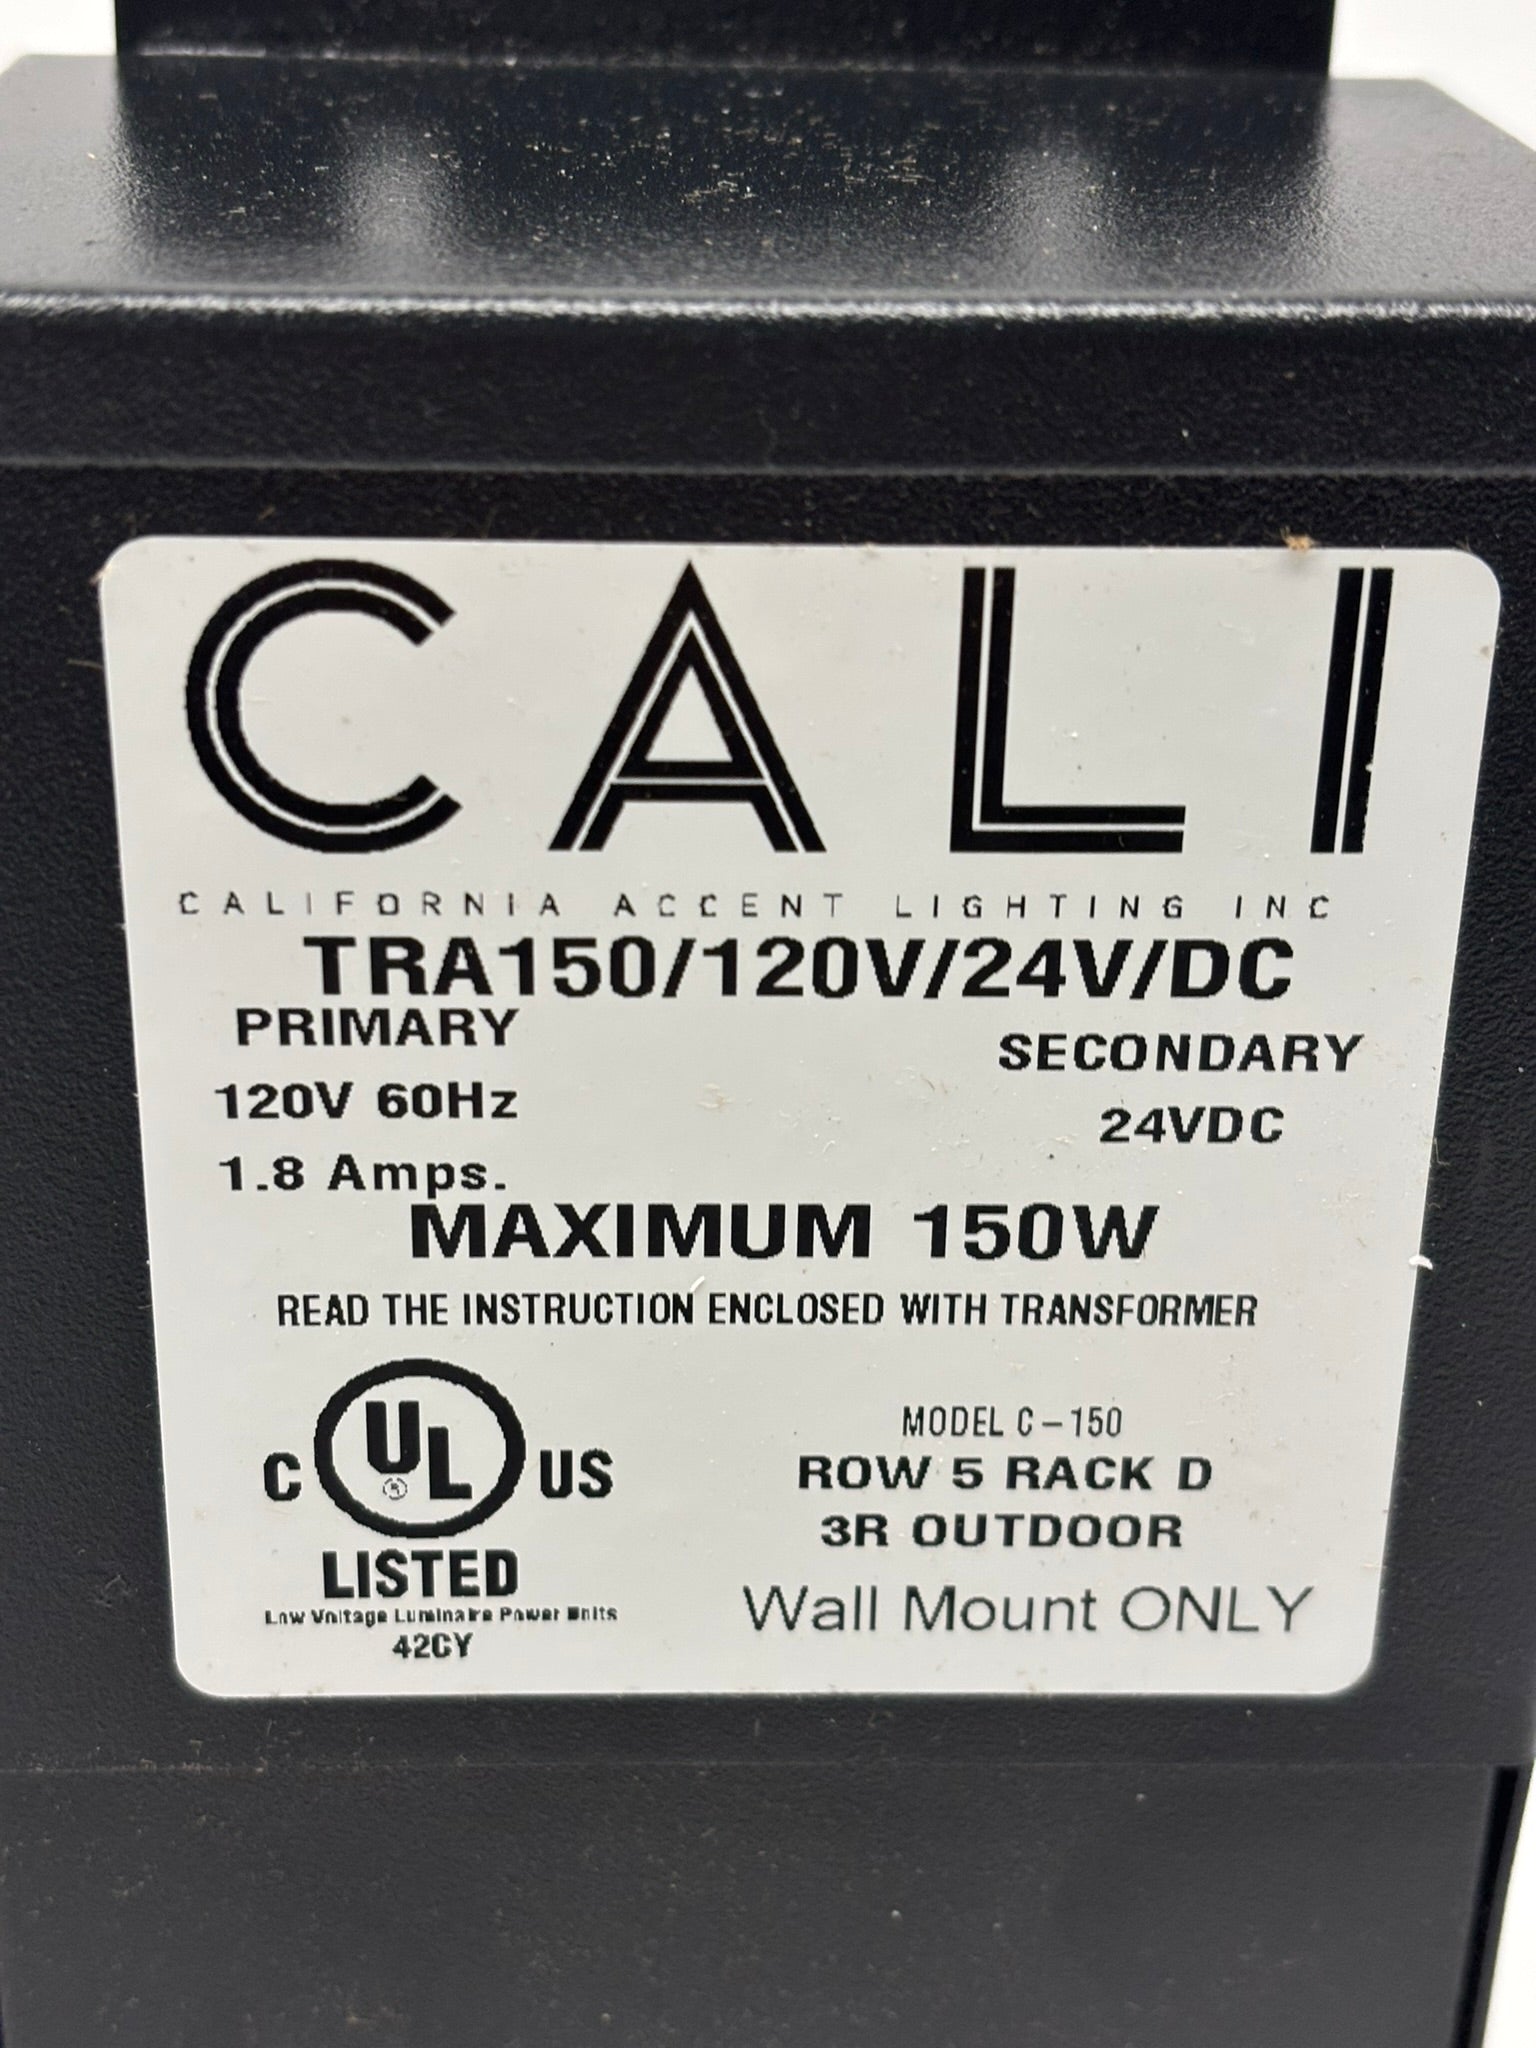 CALI
CALIFORNIA ACCENT LIGHTING INC
TRA150/120V/24V/DC
PRIMARY
120V 60Hz
1.8 Amps.
SECONDARY
24VDC
MAXIMUM 150W
READ THE INSTRUCTION ENCLOSED WITH TRANSFORMER
C UL US
LISTED
Low Voltage Luminaire Power Units
42CY
MODEL C-150
ROW 5 RACK D
3R OUTDOOR
Wall Mount ONLY